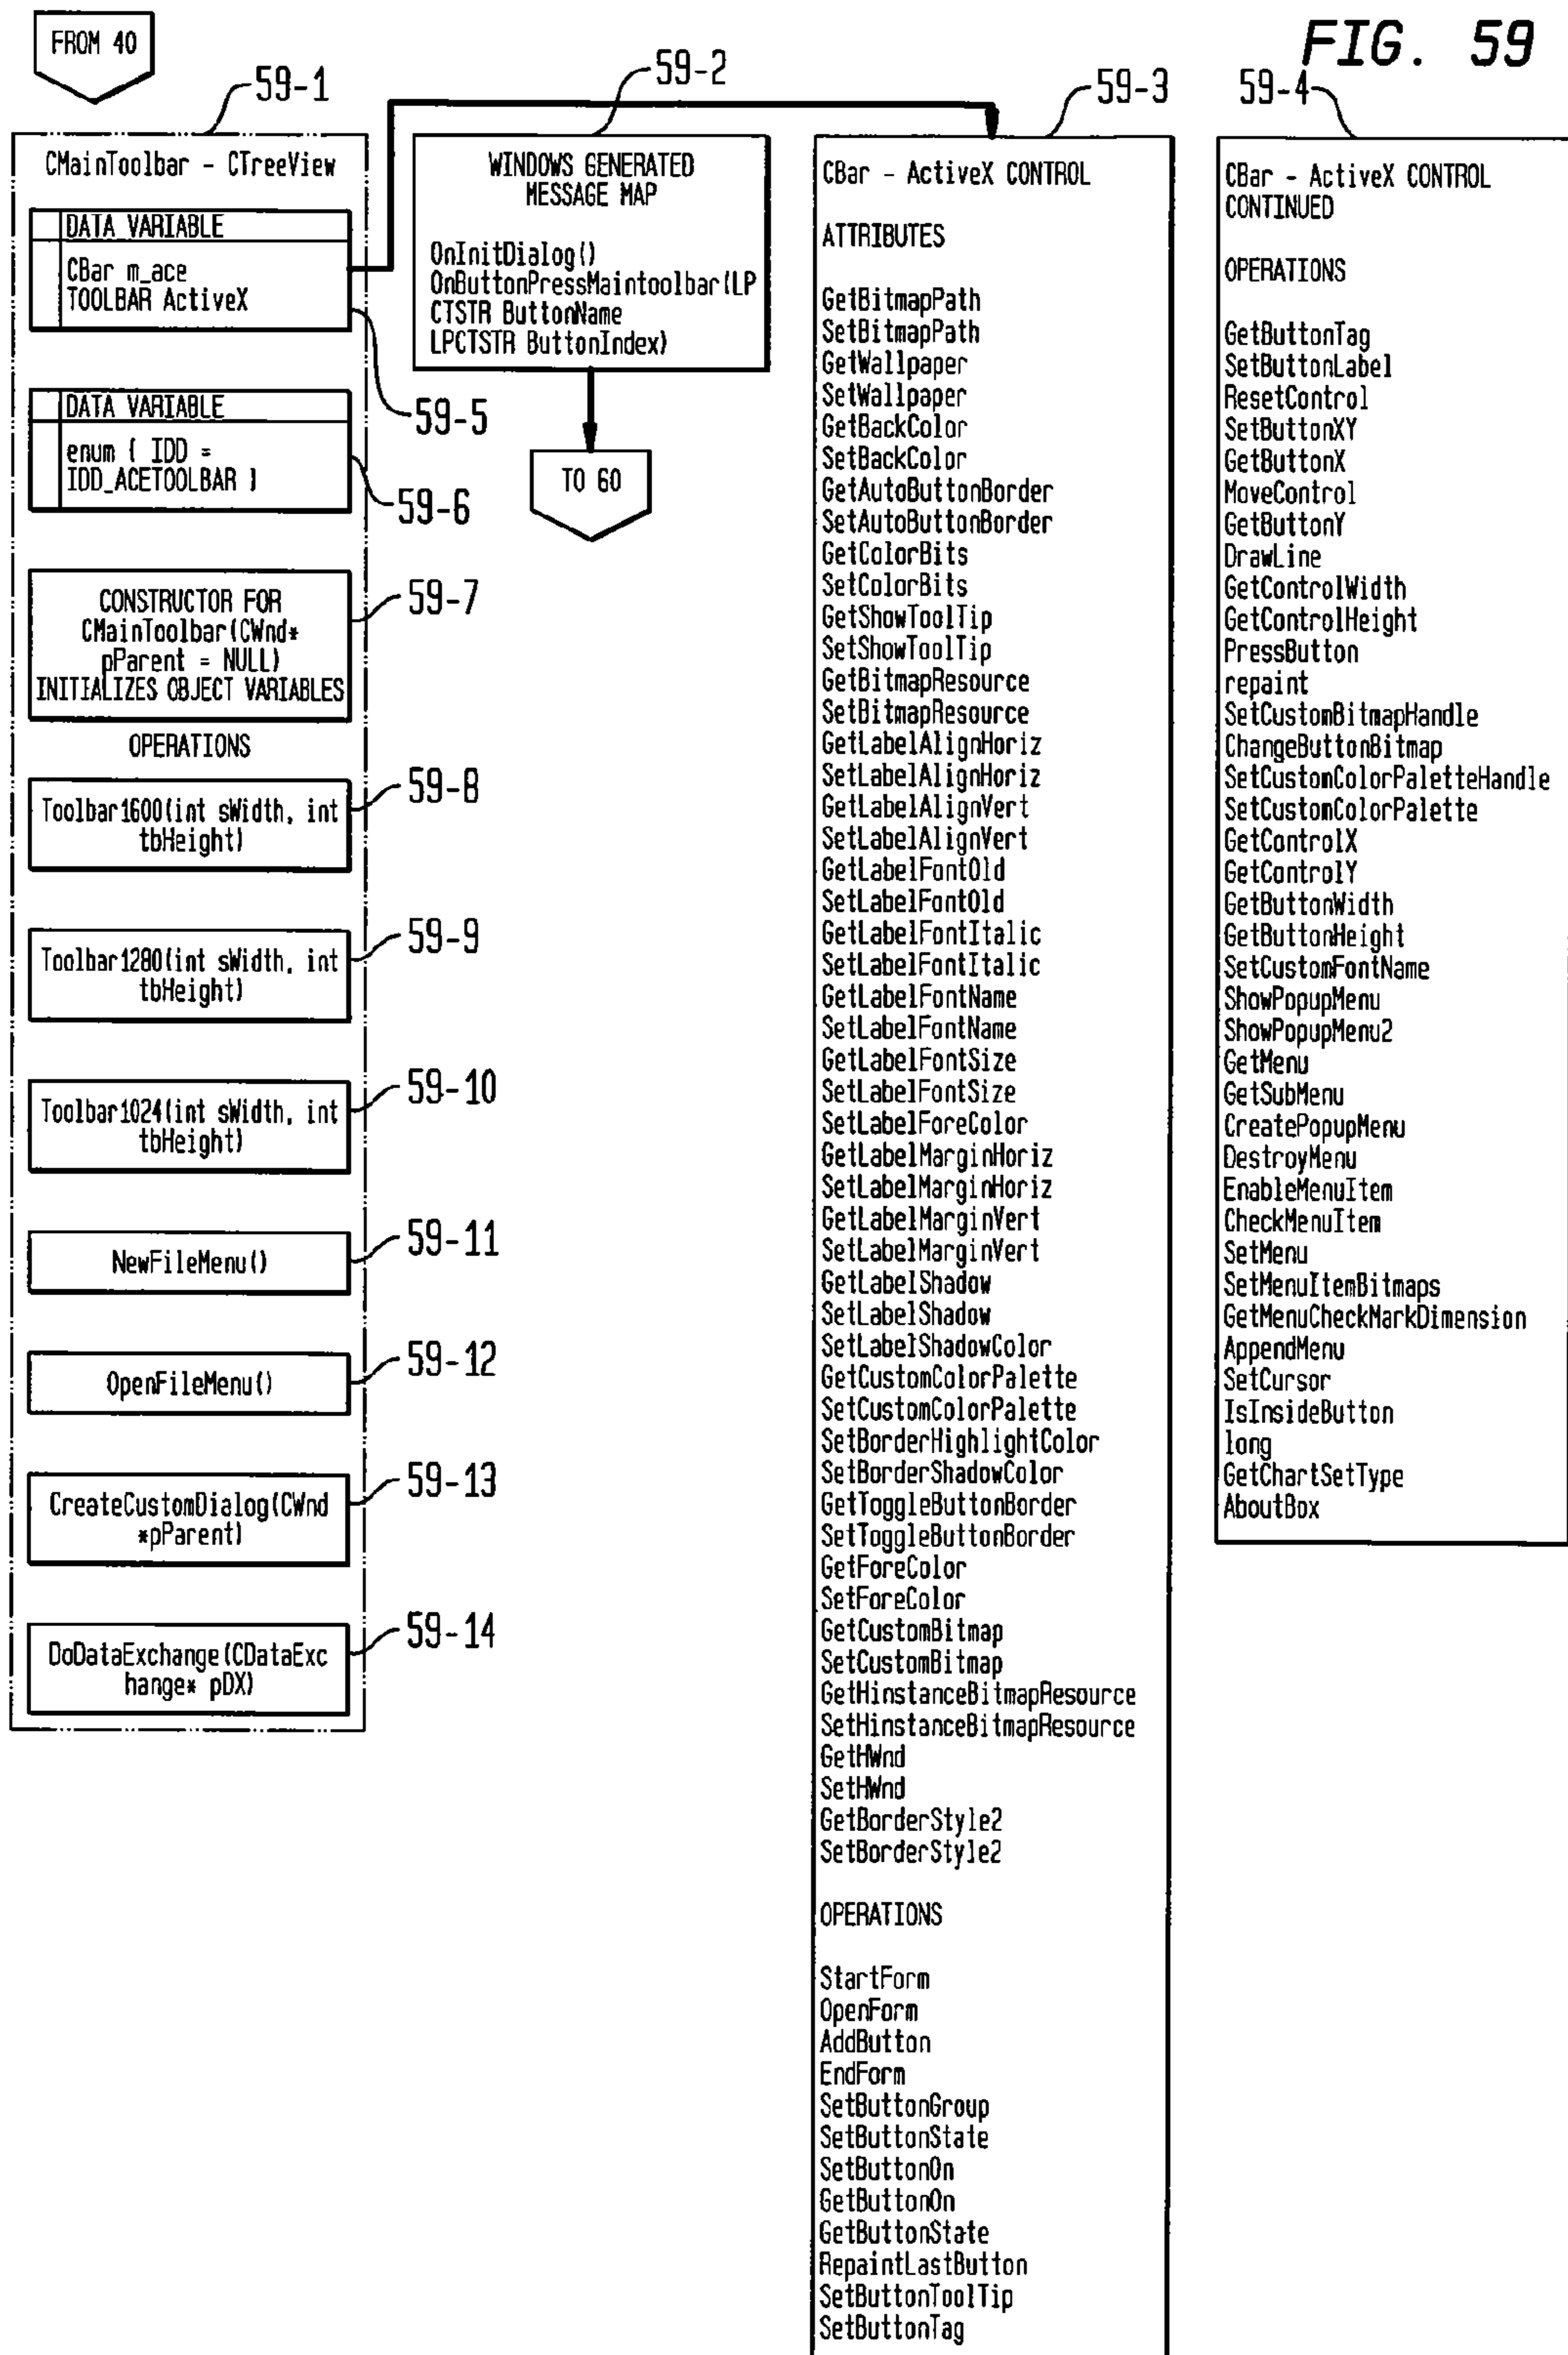 FROM 40
FIG. 59
59-1
59-2
59-3
59-4
CMainToolbar - CTreeView
DATA VARIABLE
CBar m_ace
TOOLBAR ActiveX
59-5
DATA VARIABLE
enum { IDD =
IDD_ACETOOLBAR }
59-6
CONSTRUCTOR FOR
CMainToolbar(CWnd*
pParent = NULL)
INITIALIZES OBJECT VARIABLES
59-7
OPERATIONS
Toolbar1600(int sWidth, int
tbHeight)
59-8
Toolbar1280(int sWidth, int
tbHeight)
59-9
Toolbar1024(int sWidth, int
tbHeight)
59-10
NewFileMenu()
59-11
OpenFileMenu()
59-12
CreateCustomDialog(CWnd
*pParent)
59-13
DoDataExchange(CDataExc
hange* pDX)
59-14
WINDOWS GENERATED
MESSAGE MAP
OnInitDialog()
OnButtonPressMaintoolbar(LP
CTSTR ButtonName
LPCTSTR ButtonIndex)
TO 60
CBar - ActiveX CONTROL
ATTRIBUTES
GetBitmapPath
SetBitmapPath
GetWallpaper
SetWallpaper
GetBackColor
SetBackColor
GetAutoButtonBorder
SetAutoButtonBorder
GetColorBits
SetColorBits
GetShowToolTip
SetShowToolTip
GetBitmapResource
SetBitmapResource
GetLabelAlignHoriz
SetLabelAlignHoriz
GetLabelAlignVert
SetLabelAlignVert
GetLabelFontOld
SetLabelFontOld
GetLabelFontItalic
SetLabelFontItalic
GetLabelFontName
SetLabelFontName
GetLabelFontSize
SetLabelFontSize
SetLabelForeColor
GetLabelMarginHoriz
SetLabelMarginHoriz
GetLabelMarginVert
SetLabelMarginVert
GetLabelShadow
SetLabelShadow
SetLabelShadowColor
GetCustomColorPalette
SetCustomColorPalette
SetBorderHighlightColor
SetBorderShadowColor
GetToggleButtonBorder
SetToggleButtonBorder
GetForeColor
SetForeColor
GetCustomBitmap
SetCustomBitmap
GetHinstanceBitmapResource
SetHinstanceBitmapResource
GetHWnd
SetHWnd
GetBorderStyle2
SetBorderStyle2
OPERATIONS
StartForm
OpenForm
AddButton
EndForm
SetButtonGroup
SetButtonState
SetButtonOn
GetButtonOn
GetButtonState
RepaintLastButton
SetButtonToolTip
SetButtonTag
CBar - ActiveX CONTROL
CONTINUED
OPERATIONS
GetButtonTag
SetButtonLabel
ResetControl
SetButtonXY
GetButtonX
MoveControl
GetButtonY
DrawLine
GetControlWidth
GetControlHeight
PressButton
repaint
SetCustomBitmapHandle
ChangeButtonBitmap
SetCustomColorPaletteHandle
SetCustomColorPalette
GetControlX
GetControlY
GetButtonWidth
GetButtonHeight
SetCustomFontName
ShowPopupMenu
ShowPopupMenu2
GetMenu
GetSubMenu
CreatePopupMenu
DestroyMenu
EnableMenuItem
CheckMenuItem
SetMenu
SetMenuItemBitmaps
GetMenuCheckMarkDimension
AppendMenu
SetCursor
IsInsideButton
long
GetChartSetType
AboutBox